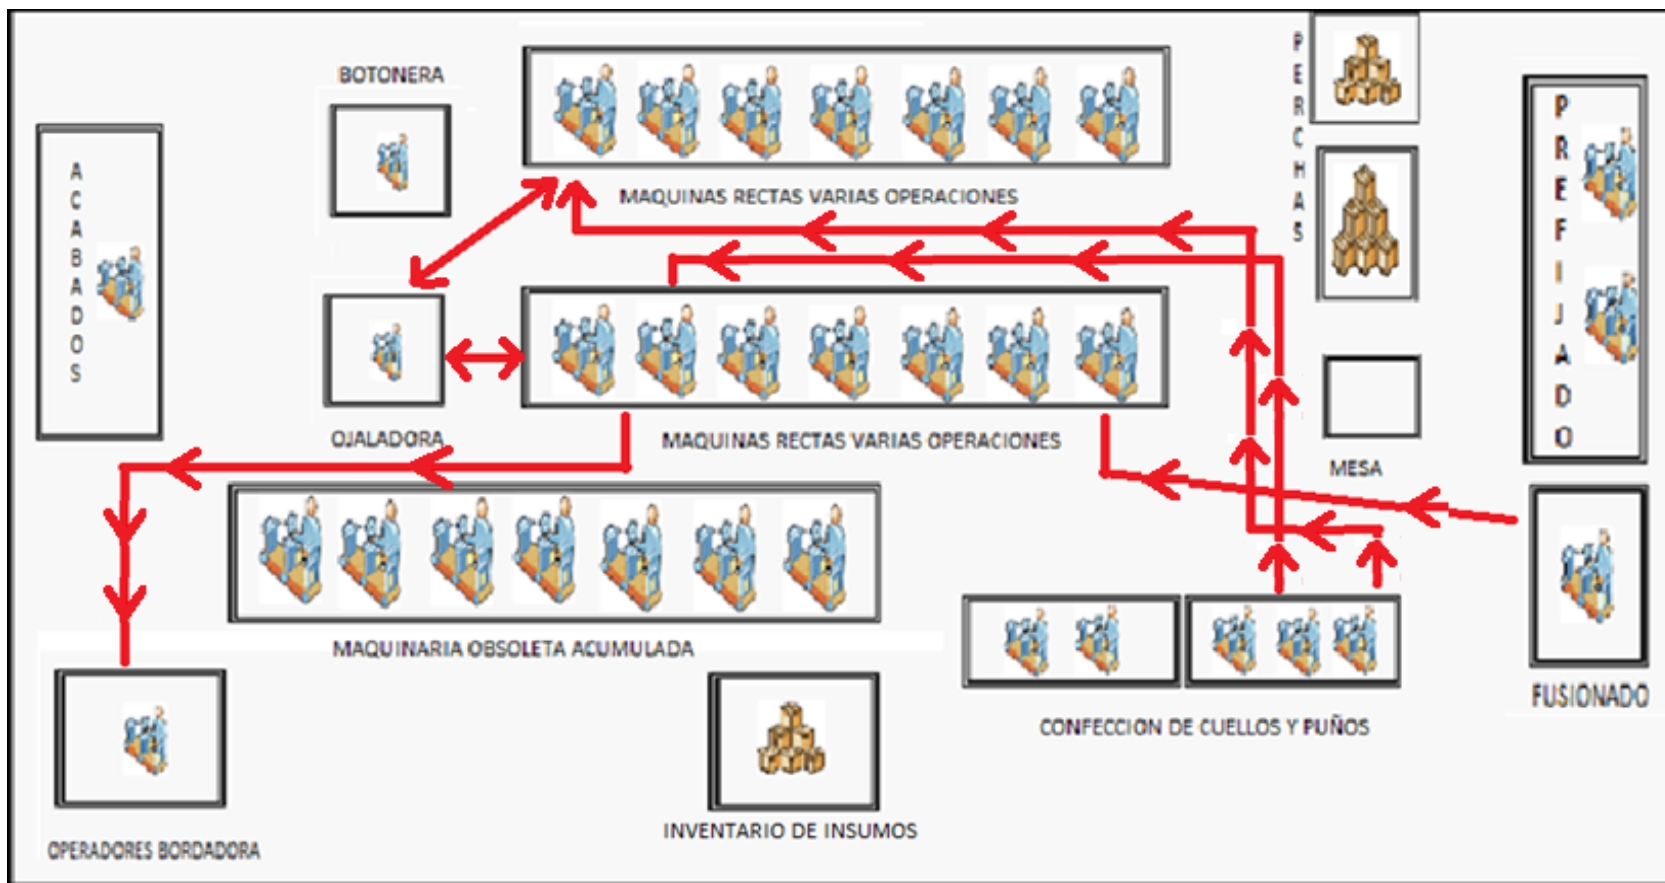 BOTONERA
PERCHAS
PREFIJADO
ACABADOS
MAQUINAS RECTAS VARIAS OPERACIONES
OJALADORA
MAQUINAS RECTAS VARIAS OPERACIONES
MESA
MAQUINARIA OBSOLETA ACUMULADA
FUSIONADO
CONFECCION DE CUELLOS Y PUÑOS
INVENTARIO DE INSUMOS
OPERADORES BORDADORA